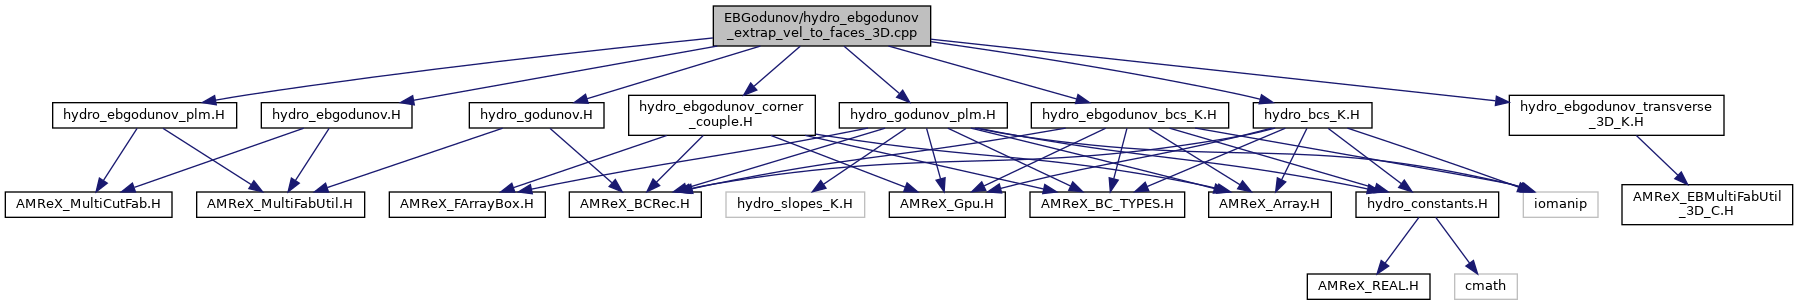 EBGodunov/hydro_ebgodunov
_extrap_vel_to_faces_3D.cpp
hydro_ebgodunov_plm.H
hydro_ebgodunov.H
hydro_godunov.H
hydro_ebgodunov_corner
_couple.H
hydro_godunov_plm.H
hydro_ebgodunov_bcs_K.H
hydro_bcs_K.H
hydro_ebgodunov_transverse
_3D_K.H
AMReX_MultiCutFab.H
AMReX_MultiFabUtil.H
AMReX_FArrayBox.H
AMReX_BCRec.H
hydro_slopes_K.H
AMReX_Gpu.H
AMReX_BC_TYPES.H
AMReX_Array.H
hydro_constants.H
iomanip
AMReX_EBMultiFabUtil
_3D_C.H
AMReX_REAL.H
cmath